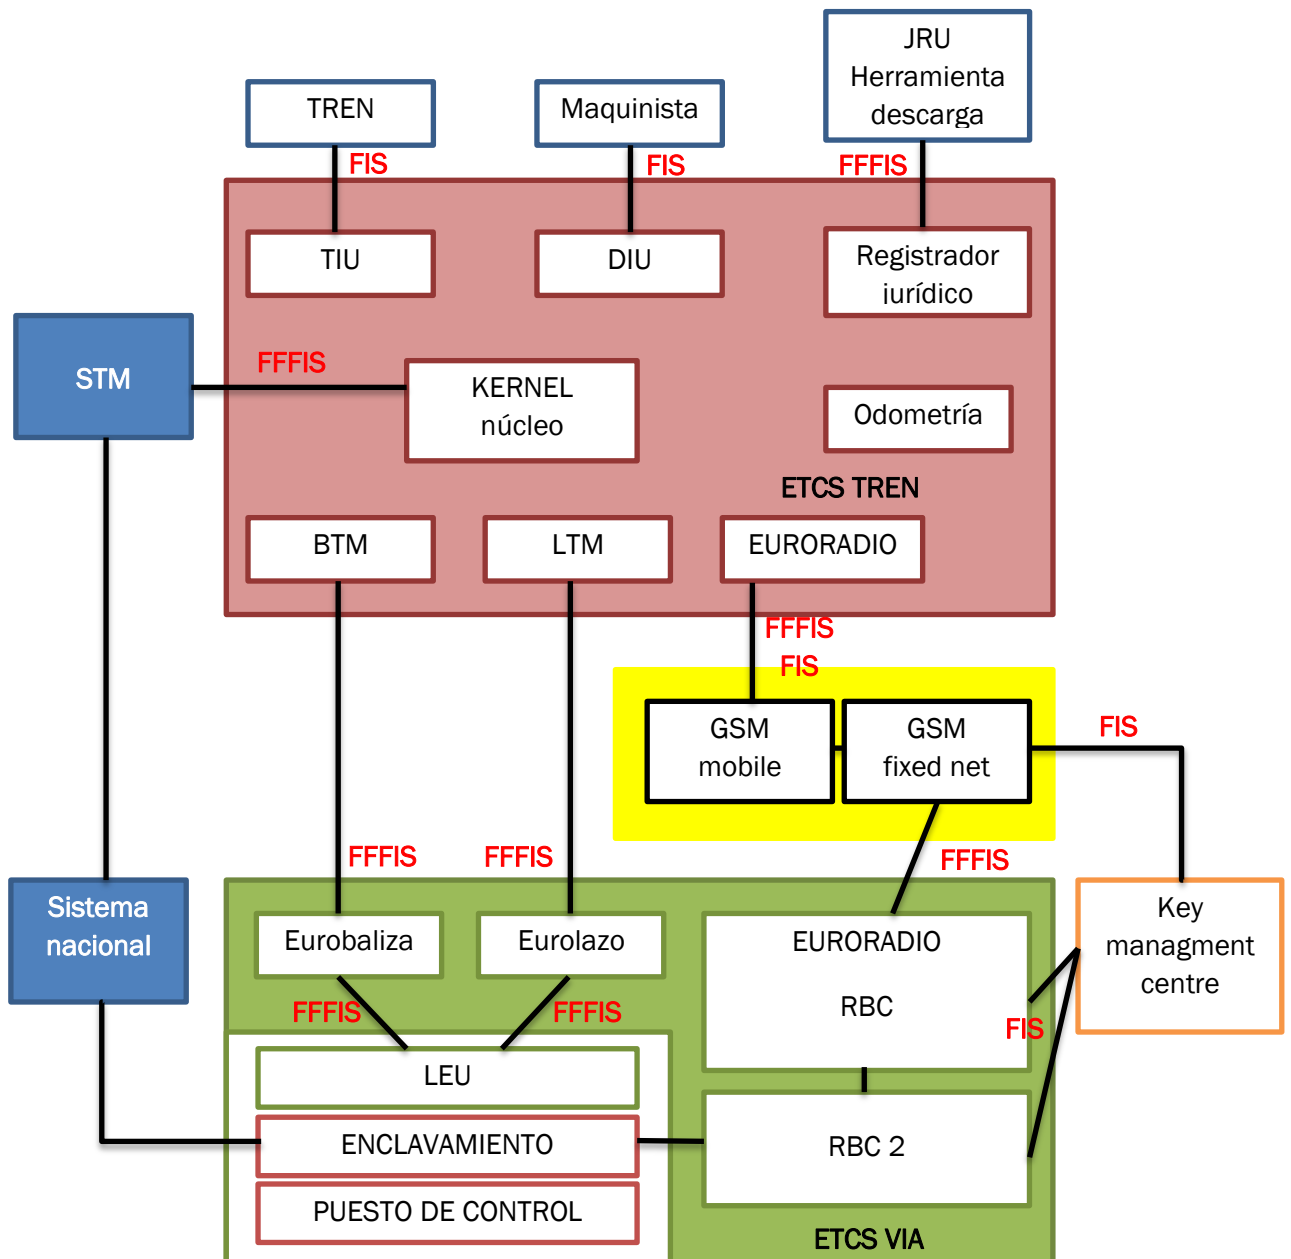 JRU
Herramienta
descarga
TREN
Maquinista
FIS
FIS
FFFIS
TIU
DIU
Registrador
jurídico
STM
FFFIS
KERNEL
núcleo
Odometría
ETCS TREN
BTM
LTM
EURORADIO
FFFIS
FIS
GSM
mobile
GSM
fixed net
FIS
FFFIS
FFFIS
FFFIS
Sistema
nacional
Eurobaliza
Eurolazo
EURORADIO
RBC
Key
managment
centre
FFFIS
FFFIS
FIS
LEU
ENCLAVAMIENTO
RBC 2
PUESTO DE CONTROL
ETCS VIA